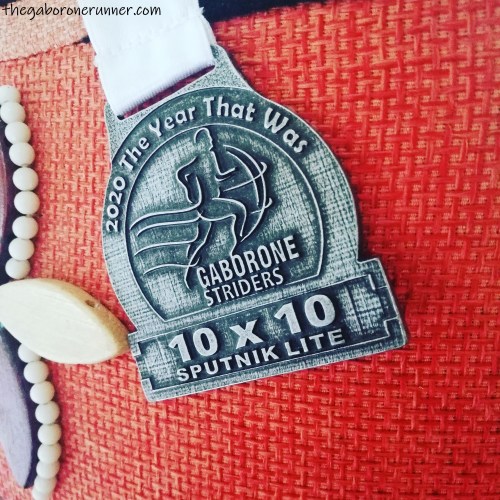 thegaboronerunner.com
2020 The Year That Was
GABORONE
STRIDERS
10 x 10
SPUTNIK LITE